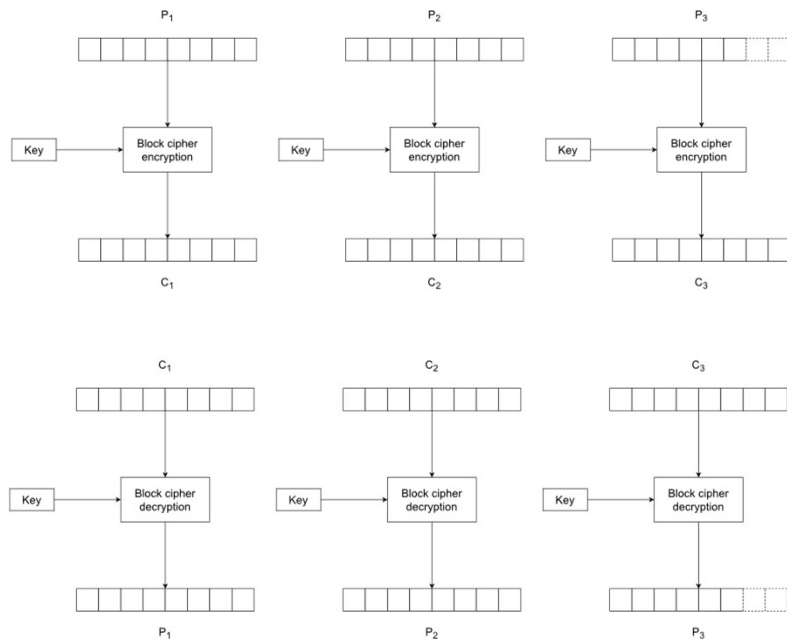 P1 P2 P3
Key Block cipher encryption Key Block cipher encryption Key Block cipher encryption
C1 C2 C3
C1 C2 C3
Key Block cipher decryption Key Block cipher decryption Key Block cipher decryption
P1 P2 P3